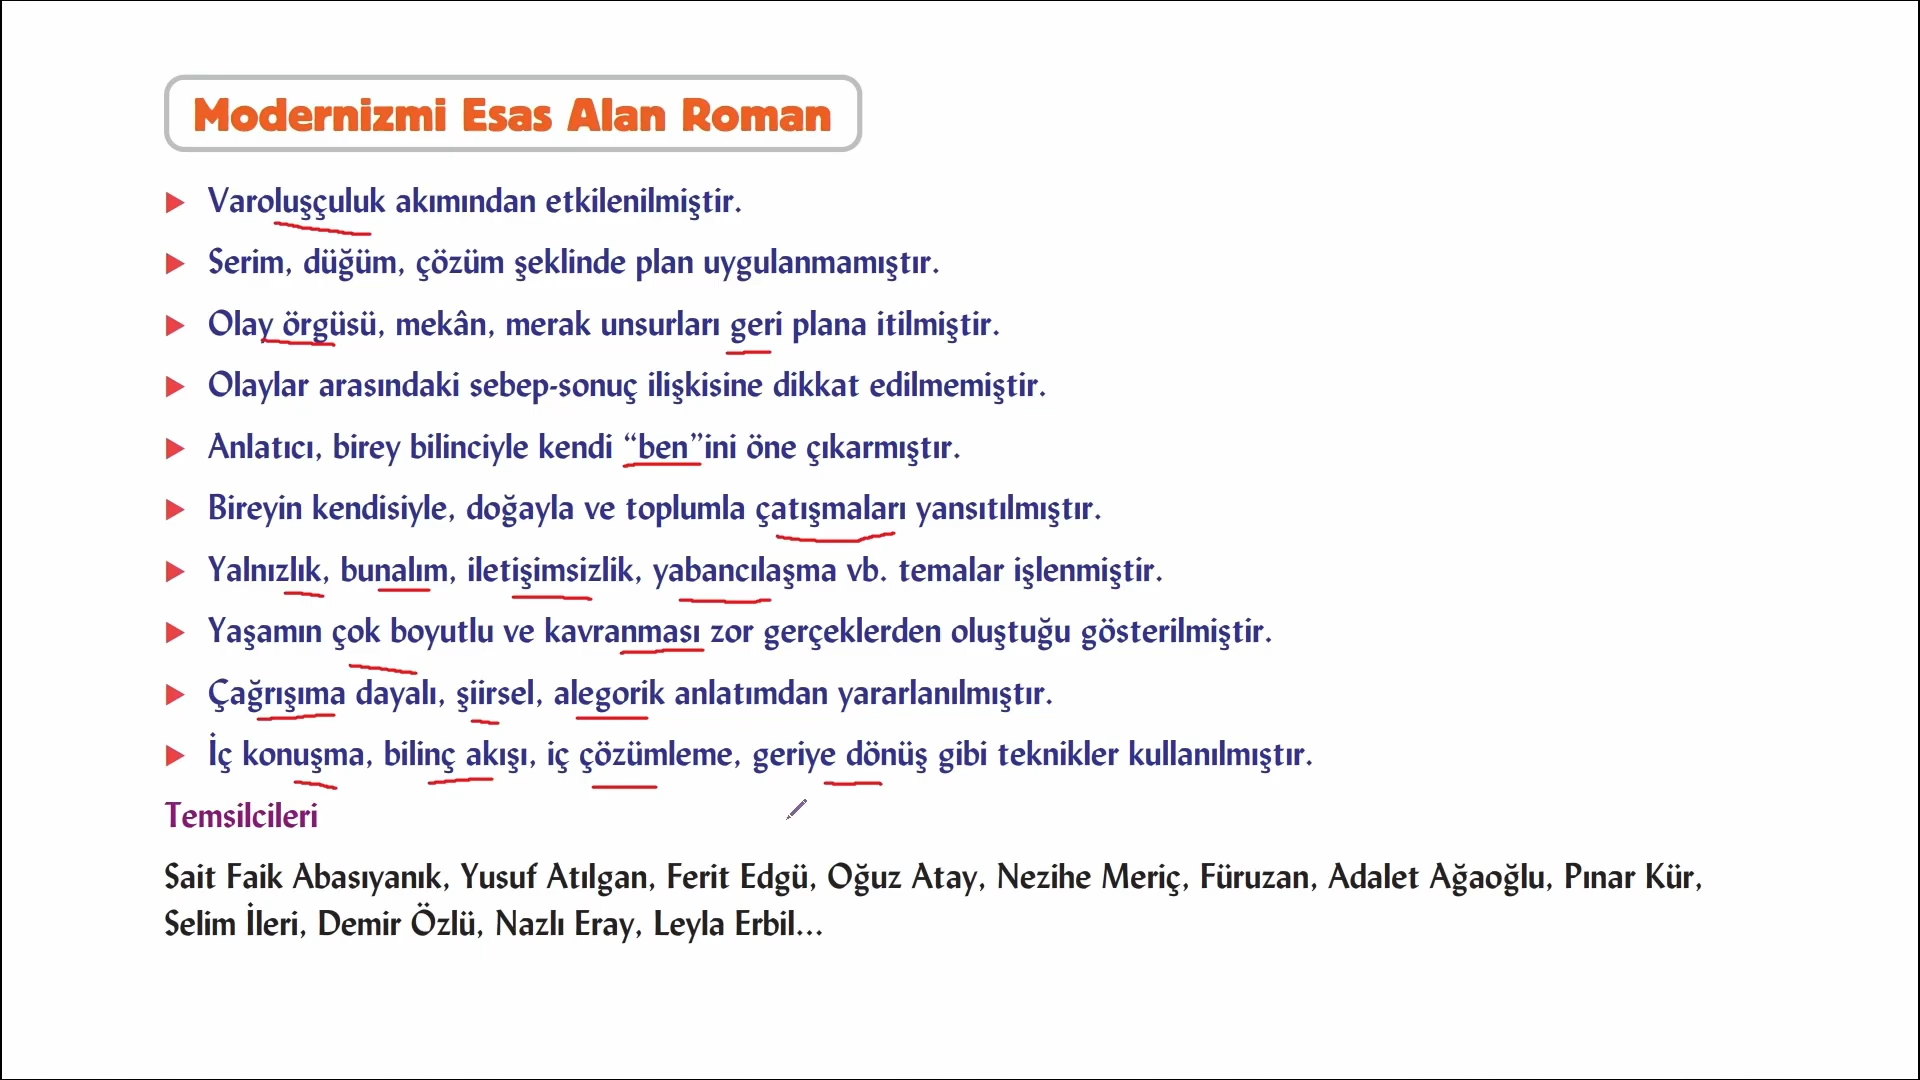 Modernizmi Esas Alan Roman
Varoluşçuluk akımından etkilenilmiştir.
Serim, düğüm, çözüm şeklinde plan uygulanmamıştır.
Olay örgüsü, mekân, merak unsurları geri plana itilmiştir.
Olaylar arasındaki sebep-sonuç ilişkisine dikkat edilmemiştir.
Anlatıcı, birey bilinciyle kendi “ben”ini öne çıkarmıştır.
Bireyin kendisiyle, doğayla ve toplumla çatışmaları yansıtılmıştır.
Yalnızlık, bunalım, iletişimsizlik, yabancılaşma vb. temalar işlenmiştir.
Yaşamın çok boyutlu ve kavranması zor gerçeklerden oluştuğu gösterilmiştir.
Çağrışıma dayalı, şiirsel, alegorik anlatımdan yararlanılmıştır.
İç konuşma, bilinç akışı, iç çözümleme, geriye dönüş gibi teknikler kullanılmıştır.
Temsilcileri
Sait Faik Abasıyanık, Yusuf Atılgan, Ferit Edgü, Oğuz Atay, Nezihe Meriç, Füruzan, Adalet Ağaoğlu, Pınar Kür,
Selim İleri, Demir Özlü, Nazlı Eray, Leyla Erbil...